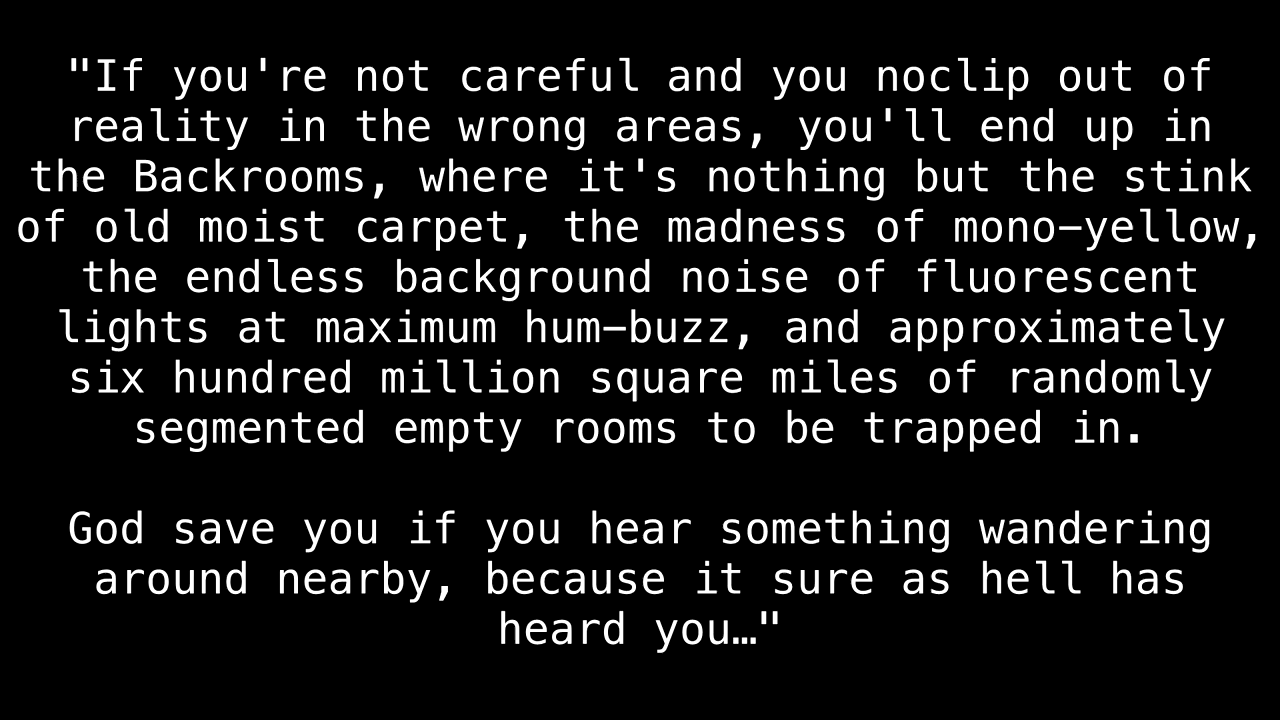 "If you're not careful and you noclip out of
reality in the wrong areas, you'll end up in
the Backrooms, where it's nothing but the stink
of old moist carpet, the madness of mono-yellow,
the endless background noise of fluorescent
lights at maximum hum-buzz, and approximately
six hundred million square miles of randomly
segmented empty rooms to be trapped in.
God save you if you hear something wandering
around nearby, because it sure as hell has
heard you…"